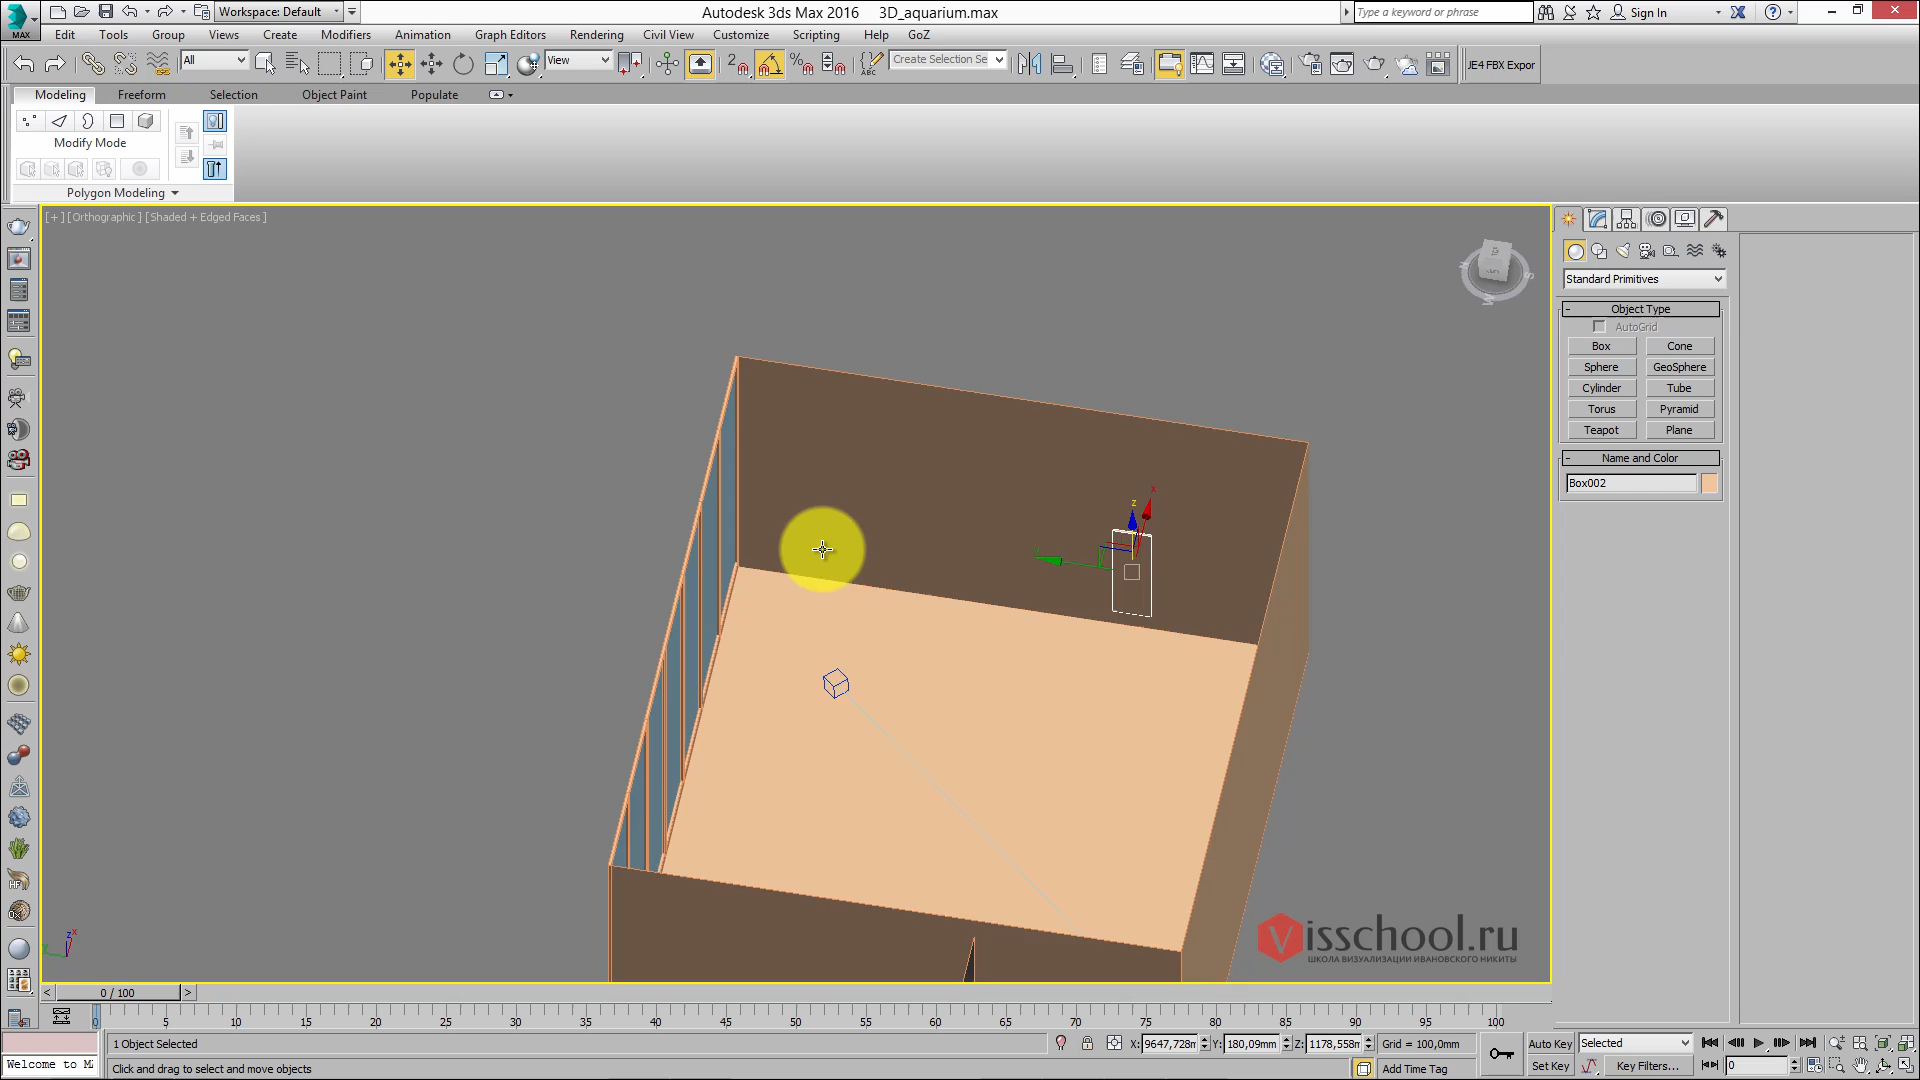 Workspace: Default
Autodesk 3ds Max 2016 3D_aquarium.max
Type a keyword or phrase
Sign In
MAX
Edit Tools Group Views Create Modifiers Animation Graph Editors Rendering Civil View Customize Scripting Help GoZ
All
View
Create Selection Se
JE4 FBX Expor
Modeling Freeform Selection Object Paint Populate
Modify Mode
Polygon Modeling
[+] [Orthographic] [Shaded + Edged Faces]
Standard Primitives
- Object Type
AutoGrid
Box Cone
Sphere GeoSphere
Cylinder Tube
Torus Pyramid
Teapot Plane
- Name and Color
Box002
z x
Visschool.ru
ШКОЛА ВИЗУАЛИЗАЦИИ ИВАНОВСКОГО НИКИТЫ
< 0 / 100 >
0 5 10 15 20 25 30 35 40 45 50 55 60 65 70 75 80 85 90 95 100
1 Object Selected
X: 9647,728m Y: 180,09mm Z: 1178,558m Grid = 100,0mm
Auto Key Selected
Welcome to M
Click and drag to select and move objects
Add Time Tag
Set Key Key Filters... 0